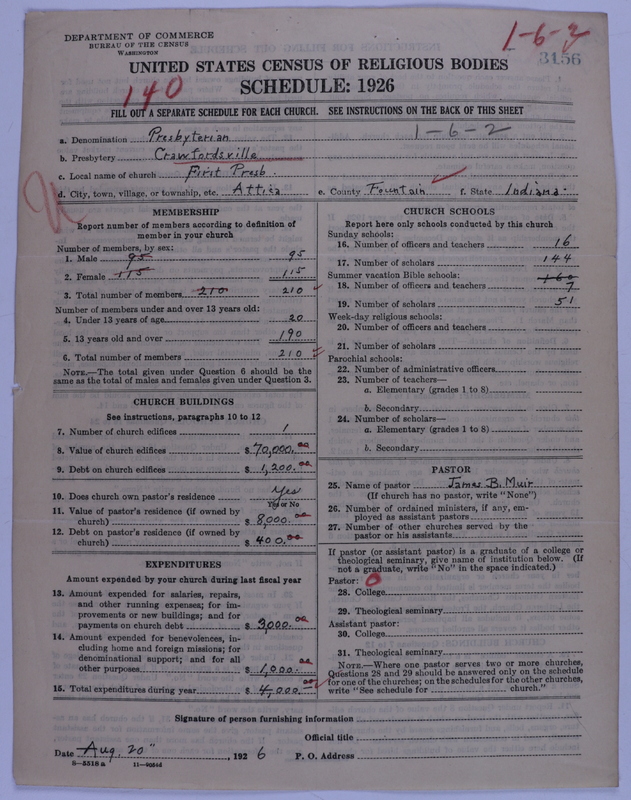 DEPARTMENT OF COMMERCE
BUREAU OF THE CENSUS
WASHINGTON
1-6-2
3156
UNITED STATES CENSUS OF RELIGIOUS BODIES
140
SCHEDULE: 1926
FILL OUT A SEPARATE SCHEDULE FOR EACH CHURCH. SEE INSTRUCTIONS ON THE BACK OF THIS SHEET
a. Denomination Presbyterian 1-6-2
b. Presbytery Crawfordsville
c. Local name of church First Presb.
d. City, town, village, or township, etc. Attica e. County Fountain f. State Indiana.
MEMBERSHIP
Report number of members according to definition of
member in your church
Number of members, by sex:
1. Male 95 95
2. Female 115 115
3. Total number of members 210 210
Number of members under and over 13 years old:
4. Under 13 years of age 20
5. 13 years old and over 190
6. Total number of members 210
NOTE.—The total given under Question 6 should be
same as the total of males and females given under Question 3.
CHURCH BUILDINGS
See instructions, paragraphs 10 to 12
7. Number of church edifices 1
8. Value of church edifices $ 70,000.00
9. Debt on church edifices $ 1,200.00
10. Does church own pastor's residence Yes
Yes or No
11. Value of pastor's residence (if owned by
church) $ 8,000.00
12. Debt on pastor's residence (if owned by
church) $ 400.00
EXPENDITURES
Amount expended by your church during last fiscal year
13. Amount expended for salaries, repairs,
and other running expenses; for im-
provements or new buildings; and for
payments on church debt $ 3,000.00
14. Amount expended for benevolences, in-
cluding home and foreign missions; for
denominational support; and for all
other purposes $ 1,000.00
15. Total expenditures during year $ 4,000.00
CHURCH SCHOOLS
Report here only schools conducted by this church
Sunday schools:
16. Number of officers and teachers 16
17. Number of scholars 144
Summer vacation Bible schools: 160
18. Number of officers and teachers 7
19. Number of scholars 51
Week-day religious schools:
20. Number of officers and teachers
21. Number of scholars
Parochial schools:
22. Number of administrative officers
23. Number of teachers—
a. Elementary (grades 1 to 8)
b. Secondary
24. Number of scholars—
a. Elementary (grades 1 to 8)
b. Secondary
PASTOR
25. Name of pastor James B. Muir
(If church has no pastor, write "None")
26. Number of ordained ministers, if any, em-
ployed as assistant pastors
27. Number of other churches served by the
pastor or his assistants
If pastor (or assistant pastor) is a graduate of a college or
theological seminary, give name of institution below. (If
not a graduate, write "No" in the space indicated.)
Pastor: 0
28. College
29. Theological seminary
Assistant pastor:
30. College
31. Theological seminary
NOTE.—Where one pastor serves two or more churches,
Questions 28 and 29 should be answered only on the schedule
for one of the churches; on the schedules for the other churches,
write "See schedule for church."
Signature of person furnishing information
Official title
Date Aug. 20", 1926 P. O. Address
S-5518a 11-9054d